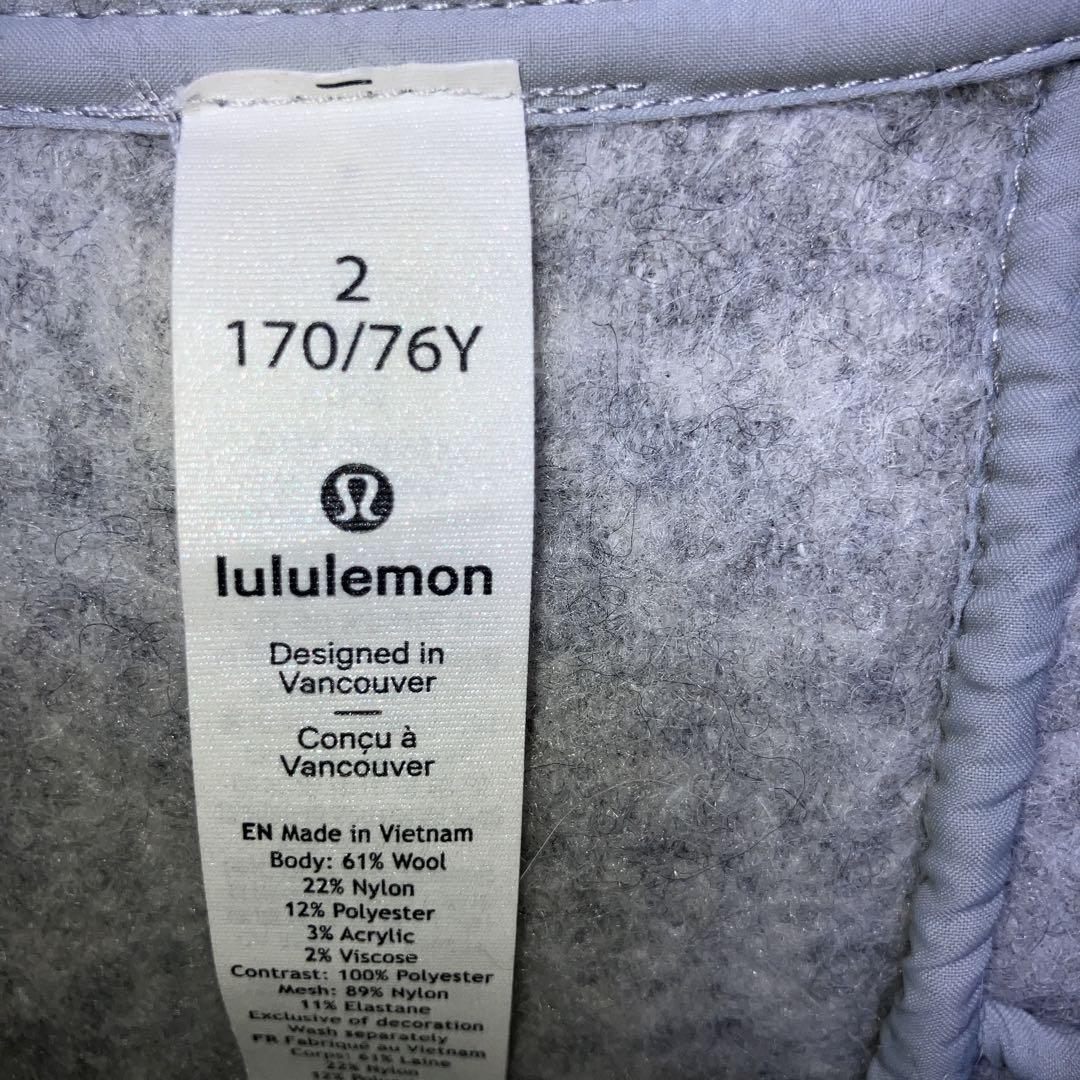 2
170/76Y
lululemon
Designed in
Vancouver
Conçu à
Vancouver
EN Made in Vietnam
Body: 61% Wool
22% Nylon
12% Polyester
3% Acrylic
2% Viscose
Contrast: 100% Polyester
Mesh: 89% Nylon
11% Elastane
Exclusive of decoration
Wash separately
FR Fabriqué au Vietnam
Corps: 61% Laine
22% Nylon
12%